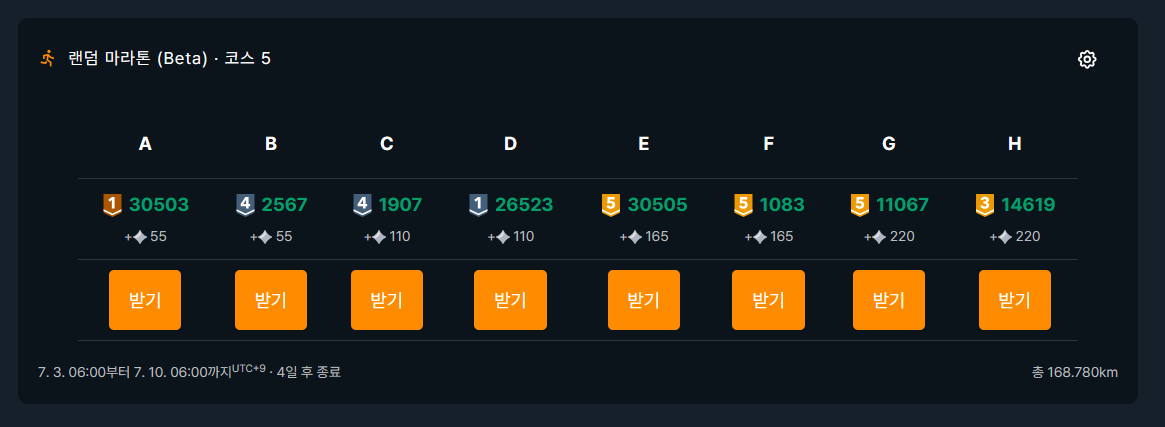 랜덤 마라톤 (Beta) · 코스 5
A B C D E F G H
1 30503 4 2567 4 1907 1 26523 5 30505 5 1083 5 11067 3 14619
+55 +55 +110 +110 +165 +165 +220 +220
받기 받기 받기 받기 받기 받기 받기 받기
7. 3. 06:00부터 7. 10. 06:00까지UTC+9 · 4일 후 종료 총 168.780km